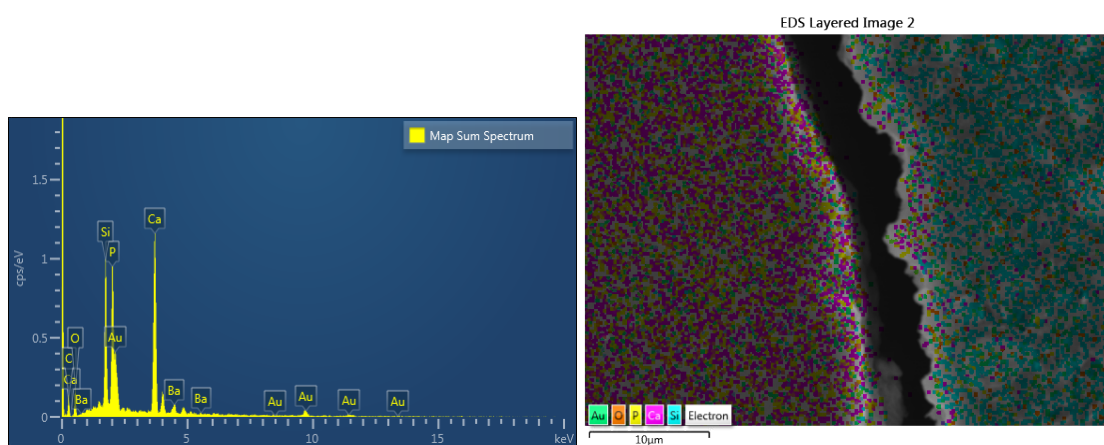 EDS Layered Image 2
Map Sum Spectrum
1.5
cps/eV
1
0.5
0
Si
P
Ca
O
Au
C
Ca
Ba
Ba
Ba
Au
Au
Au
Au
0
5
10
15
keV
Au O P Ca Si Electron
10µm